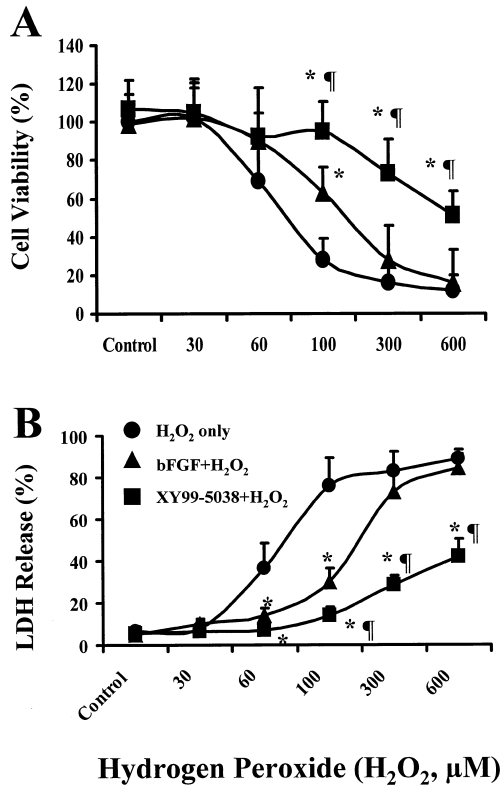 A
Cell Viability (%)
140
120
100
80
60
40
20
0
* ¶
* ¶
* ¶
*
Control 30 60 100 300 600
B
LDH Release (%)
100
80
60
40
20
0
H₂O₂ only
bFGF+H₂O₂
XY99-5038+H₂O₂
* ¶
*
* ¶
*
* ¶
*
Control 30 60 100 300 600
Hydrogen Peroxide (H₂O₂, µM)